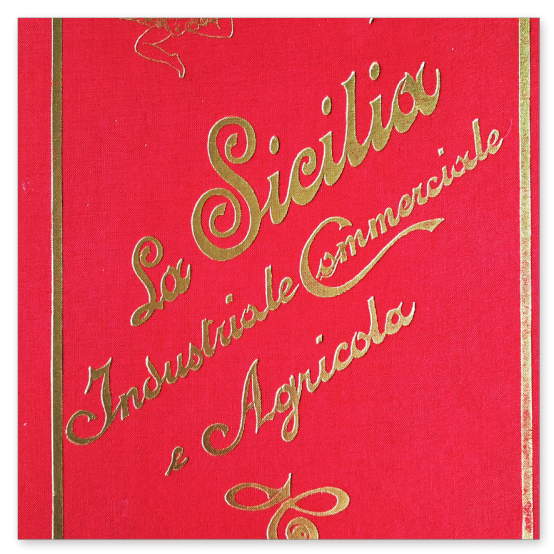 La Sicilia
Industriale Commerciale
e Agricola